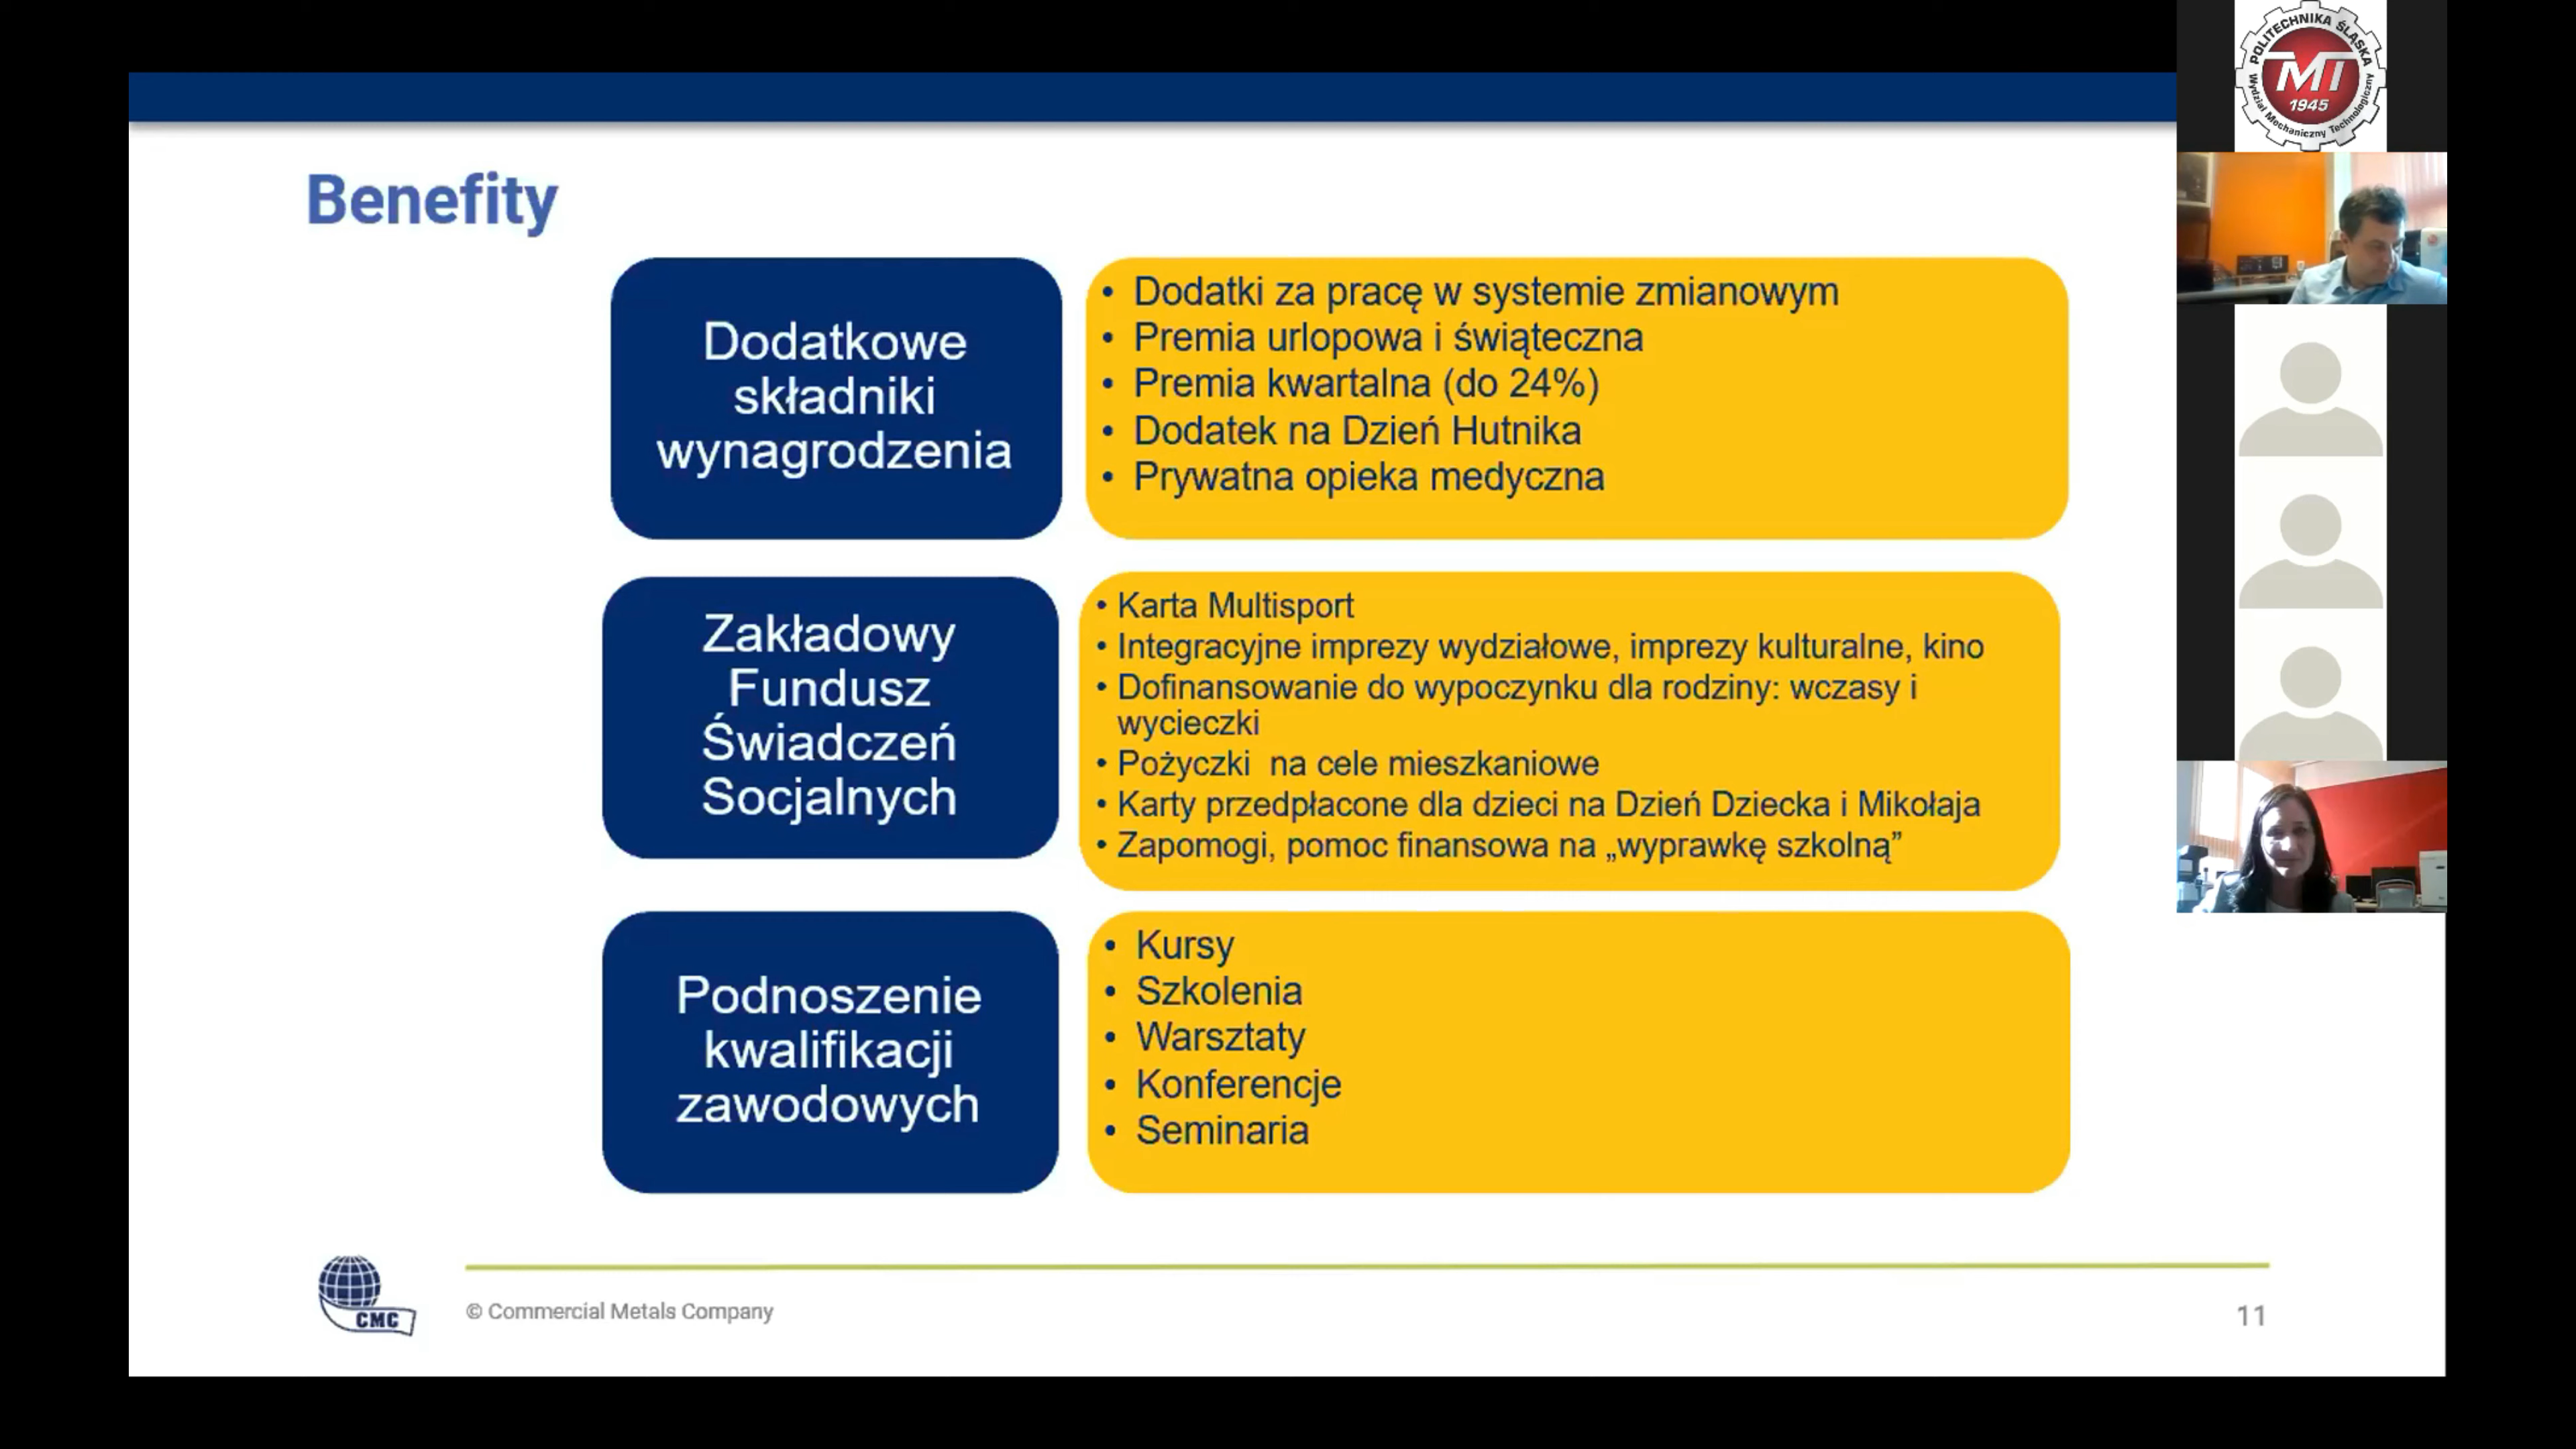 Benefity
Dodatkowe
składniki
wynagrodzenia
• Dodatki za pracę w systemie zmianowym
• Premia urlopowa i świąteczna
• Premia kwartalna (do 24%)
• Dodatek na Dzień Hutnika
• Prywatna opieka medyczna
Zakładowy
Fundusz
Świadczeń
Socjalnych
• Karta Multisport
• Integracyjne imprezy wydziałowe, imprezy kulturalne, kino
• Dofinansowanie do wypoczynku dla rodziny: wczasy i
wycieczki
• Pożyczki na cele mieszkaniowe
• Karty przedpłacone dla dzieci na Dzień Dziecka i Mikołaja
• Zapomogi, pomoc finansowa na „wyprawkę szkolną”
Podnoszenie
kwalifikacji
zawodowych
• Kursy
• Szkolenia
• Warsztaty
• Konferencje
• Seminaria
CMC
© Commercial Metals Company
11
POLITECHNIKA ŚLĄSKA
MT
1945
Wydział Mechaniczny Technologiczny